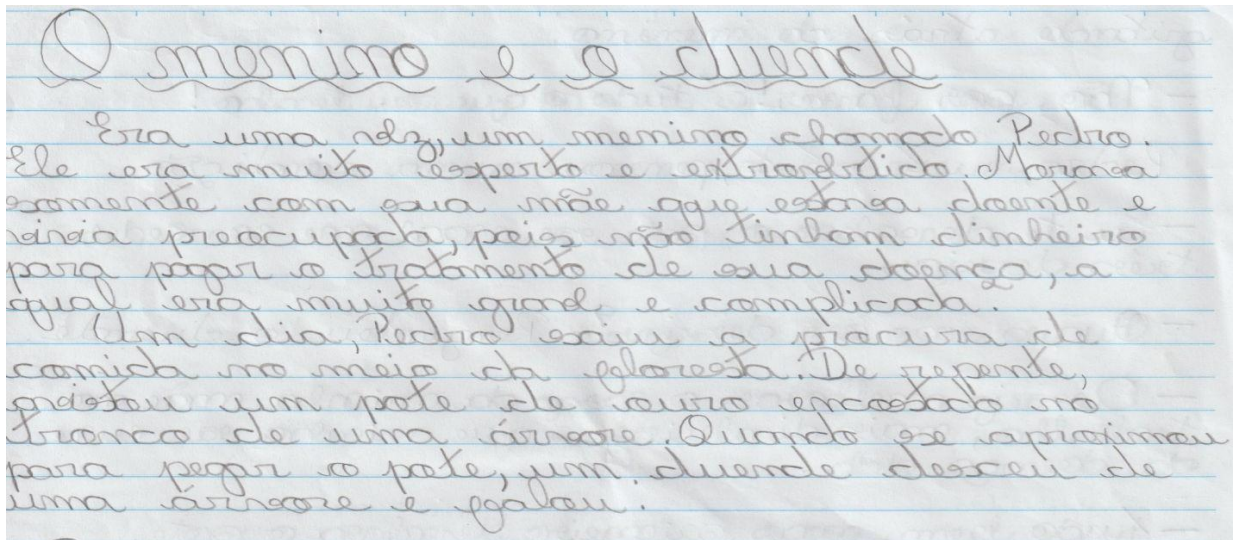 O menino e o duende
Era uma vez, um menino chamado Pedro.
Ele era muito esperto e extrovertido. Morava
somente com sua mãe que estava doente e
vivia preocupada, pois não tinham dinheiro
para pagar o tratamento de sua doença, a
qual era muito grave e complicada.
Um dia, Pedro saiu a procura de
comida no meio da floresta. De repente,
avistou um pote de ouro encostado no
tronco de uma árvore. Quando se aproximou
para pegar o pote, um duende desceu de
uma árvore e falou.